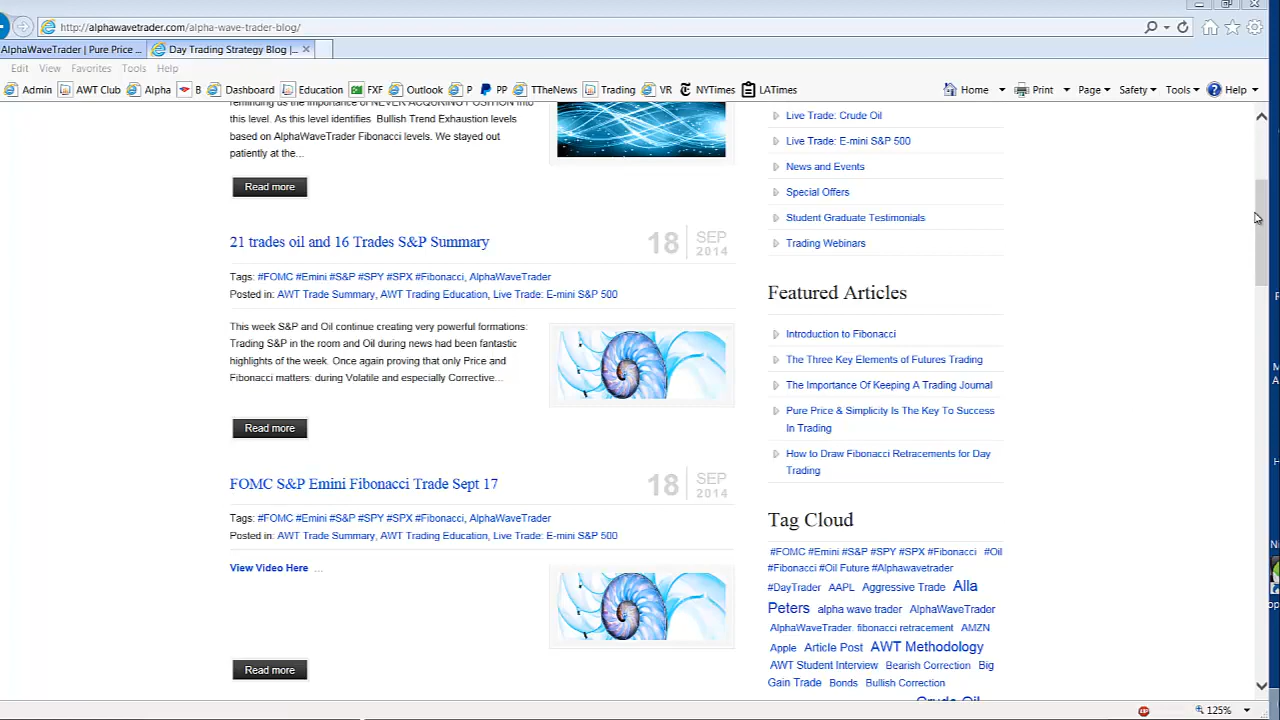 http://alphawavetrader.com/alpha-wave-trader-blog/
AlphaWaveTrader | Pure Price ...
Day Trading Strategy Blog |...
Edit View Favorites Tools Help
Admin AWT Club Alpha B Dashboard Education FXF Outlook P PP TTheNEWS Trading VR NYTimes LATimes
Home Print Page Safety Tools Help
reminding us the importance of NEVER ACQUIRING POSITION into
this level. As this level identifies Bullish Trend Exhaustion levels
based on AlphaWaveTrader Fibonacci levels. We stayed out
patiently at the...
Read more
21 trades oil and 16 Trades S&P Summary
18 SEP
2014
Tags: #FOMC #Emini #S&P #SPY #SPX #Fibonacci, AlphaWaveTrader
Posted in: AWT Trade Summary, AWT Trading Education, Live Trade: E-mini S&P 500
This week S&P and Oil continue creating very powerful formations:
Trading S&P in the room and Oil during news had been fantastic
highlights of the week. Once again proving that only Price and
Fibonacci matters: during Volatile and especially Corrective...
Read more
FOMC S&P Emini Fibonacci Trade Sept 17
18 SEP
2014
Tags: #FOMC #Emini #S&P #SPY #SPX #Fibonacci, AlphaWaveTrader
Posted in: AWT Trade Summary, AWT Trading Education, Live Trade: E-mini S&P 500
View Video Here ...
Read more
Live Trade: Crude Oil
Live Trade: E-mini S&P 500
News and Events
Special Offers
Student Graduate Testimonials
Trading Webinars
Featured Articles
Introduction to Fibonacci
The Three Key Elements of Futures Trading
The Importance Of Keeping A Trading Journal
Pure Price & Simplicity Is The Key To Success
In Trading
How to Draw Fibonacci Retracements for Day
Trading
Tag Cloud
#FOMC #Emini #S&P #SPY #SPX #Fibonacci #Oil
#Fibonacci #Oil Future #Alphawavetrader
#DayTrader AAPL Aggressive Trade Alla
Peters alpha wave trader AlphaWaveTrader
AlphaWaveTrader fibonacci retracement AMZN
Apple Article Post AWT Methodology
AWT Student Interview Bearish Correction Big
Gain Trade Bonds Bullish Correction
Crude Oil
125%